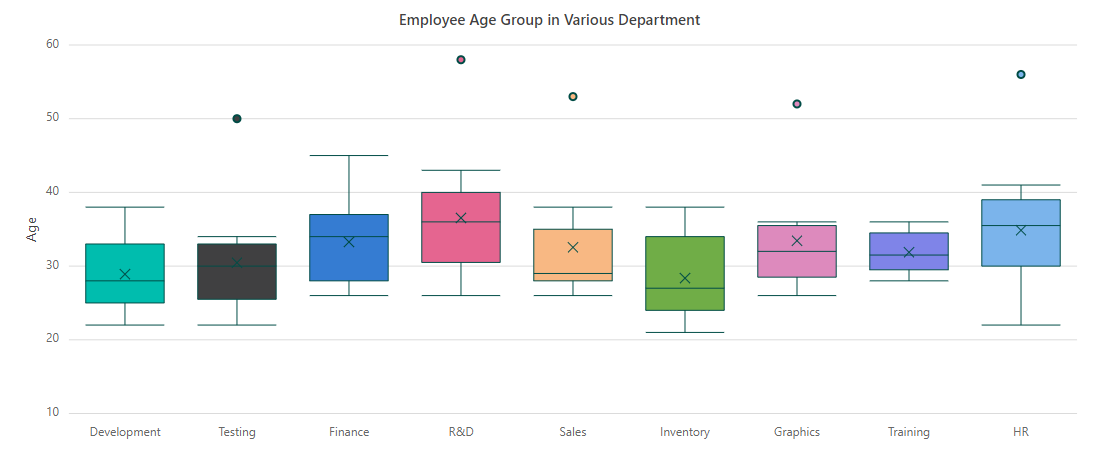 Employee Age Group in Various Department
60
50
40
30
20
10
Age
Development Testing Finance R&D Sales Inventory Graphics Training HR